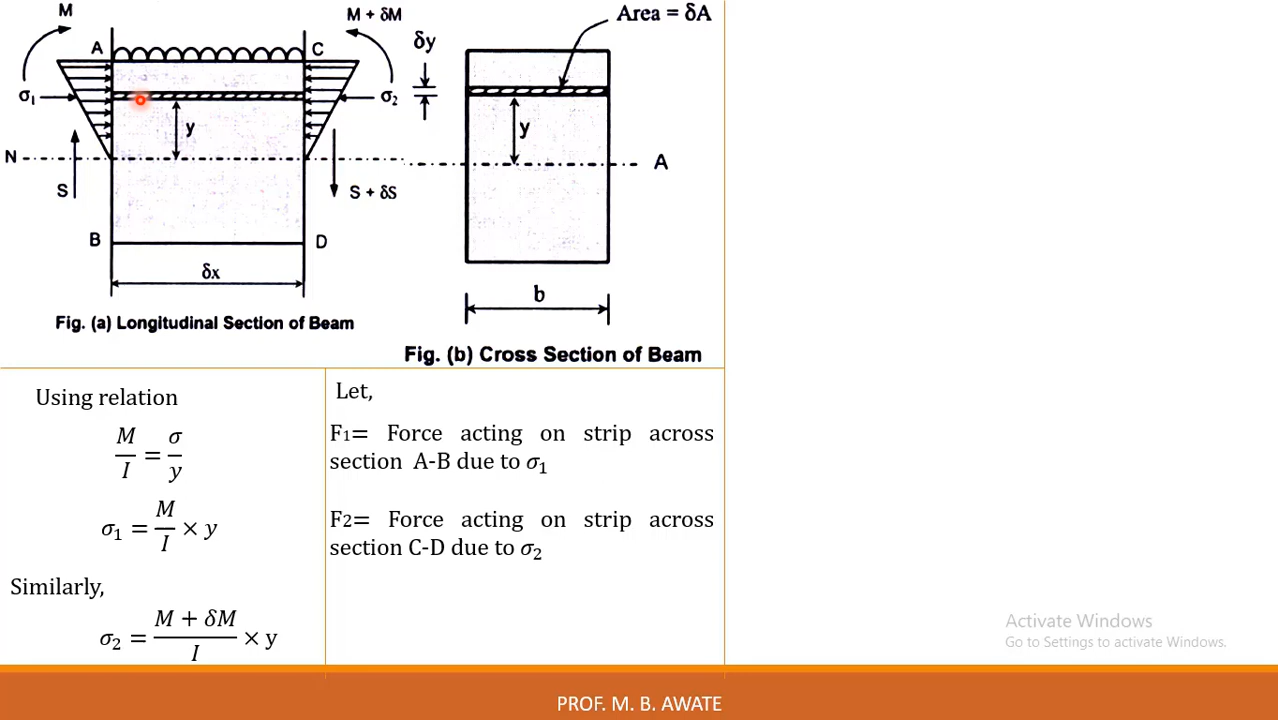 M
M + δM
A
C
σ1
σ2
y
N
S
S + δS
B
D
δx
Fig. (a) Longitudinal Section of Beam
Area = δA
δy
y
A
b
Fig. (b) Cross Section of Beam
Using relation
M/I = σ/y
σ1 = M/I × y
Similarly,
σ2 = M + δM/I × y
Let,
F1= Force acting on strip across
section A-B due to σ1
F2= Force acting on strip across
section C-D due to σ2
Activate Windows
Go to Settings to activate Windows.
PROF. M. B. AWATE